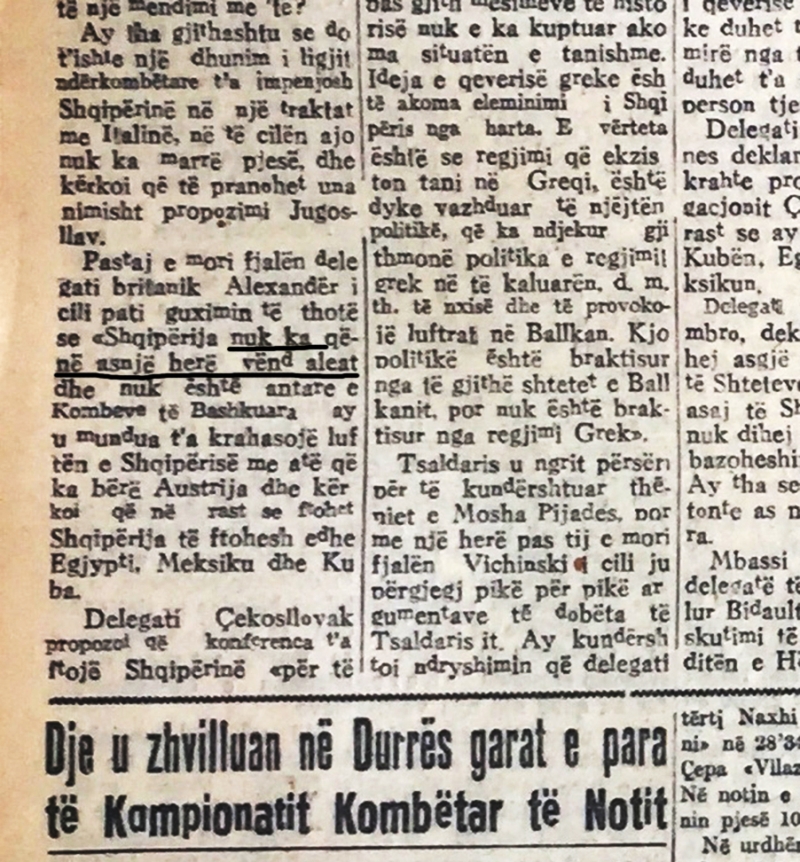 të një mendimi me 'të?
Ay tha gjithashtu se do
t'ishte një dhunim i ligjit
ndërkombëtare t'a impenjosh
Shqipërinë në një traktat
me Italinë, në të cilën ajo
nuk ka marrë pjesë, dhe
kërkoi që të pranohet una
nimisht propozimi Jugos-
llav.
Pastaj e mori fjalën dele
gati britanik Alexandër i
cili pati guximin të thotë
se «Shqipërija nuk ka që-
në asnjë herë vënd aleat
dhe nuk është antare e
Kombeve të Bashkuara ay
u mundua t'a krahasojë luf
tën e Shqipërisë me atë që
ka bërë Austrija dhe kër
koi që në rast se ftohet
Shqipërija të ftohesh edhe
Egjypti, Meksiku dhe Ku
ba.
Delegati Çekosllovak
propozoi që konferenca t'a
ftojë Shqipërinë «për të
risë nuk e ka kuptuar ako
ma situatën e tanishme.
Ideja e qeverisë greke ësh
të akoma eleminimi i Shqi
përis nga harta. E vërteta
është se regjimi që ekzis
ton tani në Greqi, është
dyke vazhduar të njëjtën
politikë, që ka ndjekur gji
thmonë politika e regjimit
grek në të kaluarën, d. m.
th. të nxisë dhe të provoko-
jë luftrat në Ballkan. Kjo
politikë është braktisur
nga të gjithë shtetet e Ball
kanit, por nuk është brak-
tisur nga regjimi Grek».
Tsaldaris u ngrit përsëri
për të kundërshtuar thë-
niet e Mosha Pijades, por
me një herë pas tij e mori
fjalën Vichinski cili ju
përgjegj pikë për pikë ar
gumentave të dobëta të
Tsaldaris it. Ay kundërsh
toi ndryshimin që delegati
i qeverisë
ke duhet
mirë nga
duhet t'a
person tje
Delegati
nes deklar
krahte pro
gacjonit Ç
rast se ay
Kubën, Eg
ksikun.
Delegati
mbro, dek
hej asgjë
të Shteteve
asaj të Sh
nuk dihej
bazoheshi
Ay tha se
tonte as n
ra.
Mbassi
delegatë të
lur Bidault
skutimi të
ditën e H
Dje u zhvilluan në Durrës garat e para
të Kampionatit Kombëtar të Notit
tërtj Naxhi
ni» në 28'3
Çepa «Vllaz
Në notin e
nin pjesë 10
Në urdhër